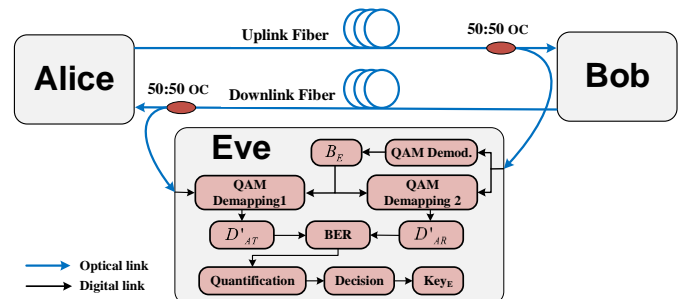 Uplink Fiber
50:50 OC
Alice
Bob
50:50 OC
Downlink Fiber
Eve
B_E
QAM Demod.
QAM
Demapping1
QAM
Demapping 2
D'_AT
BER
D'_AR
Quantification
Decision
Key_E
Optical link
Digital link